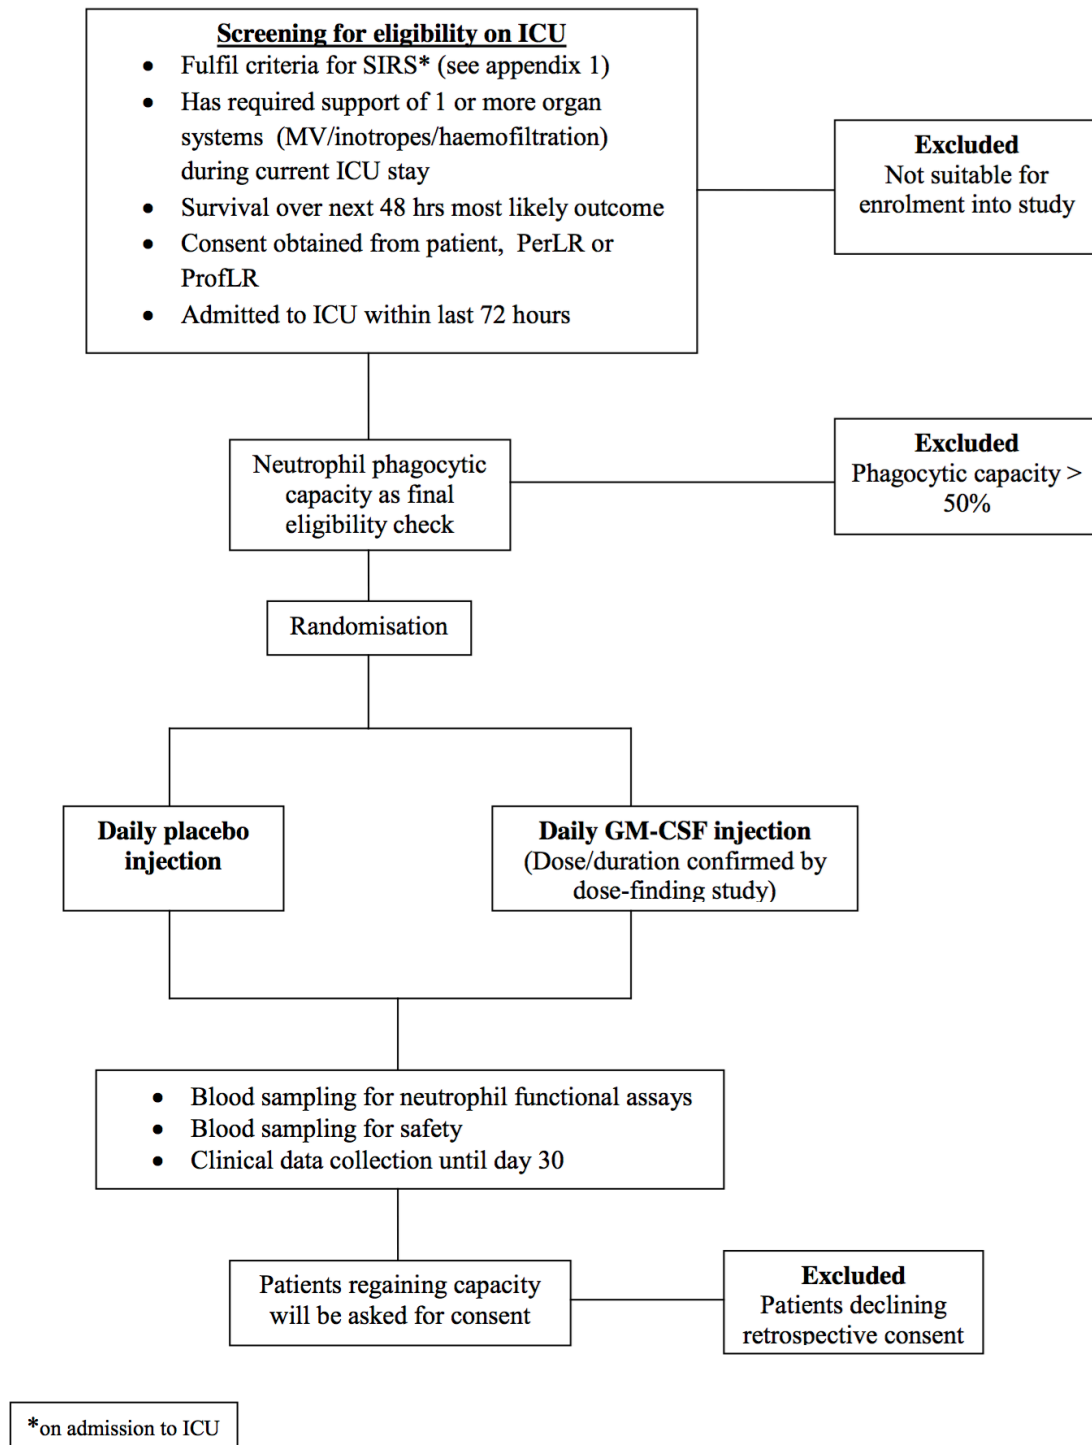 Screening for eligibility on ICU
• Fulfil criteria for SIRS* (see appendix 1)
• Has required support of 1 or more organ
systems (MV/inotropes/haemofiltration)
during current ICU stay
• Survival over next 48 hrs most likely outcome
• Consent obtained from patient, PerLR or
ProfLR
• Admitted to ICU within last 72 hours
Excluded
Not suitable for
enrolment into study
Neutrophil phagocytic
capacity as final
eligibility check
Excluded
Phagocytic capacity >
50%
Randomisation
Daily placebo
injection
Daily GM-CSF injection
(Dose/duration confirmed by
dose-finding study)
• Blood sampling for neutrophil functional assays
• Blood sampling for safety
• Clinical data collection until day 30
Patients regaining capacity
will be asked for consent
Excluded
Patients declining
retrospective consent
*on admission to ICU